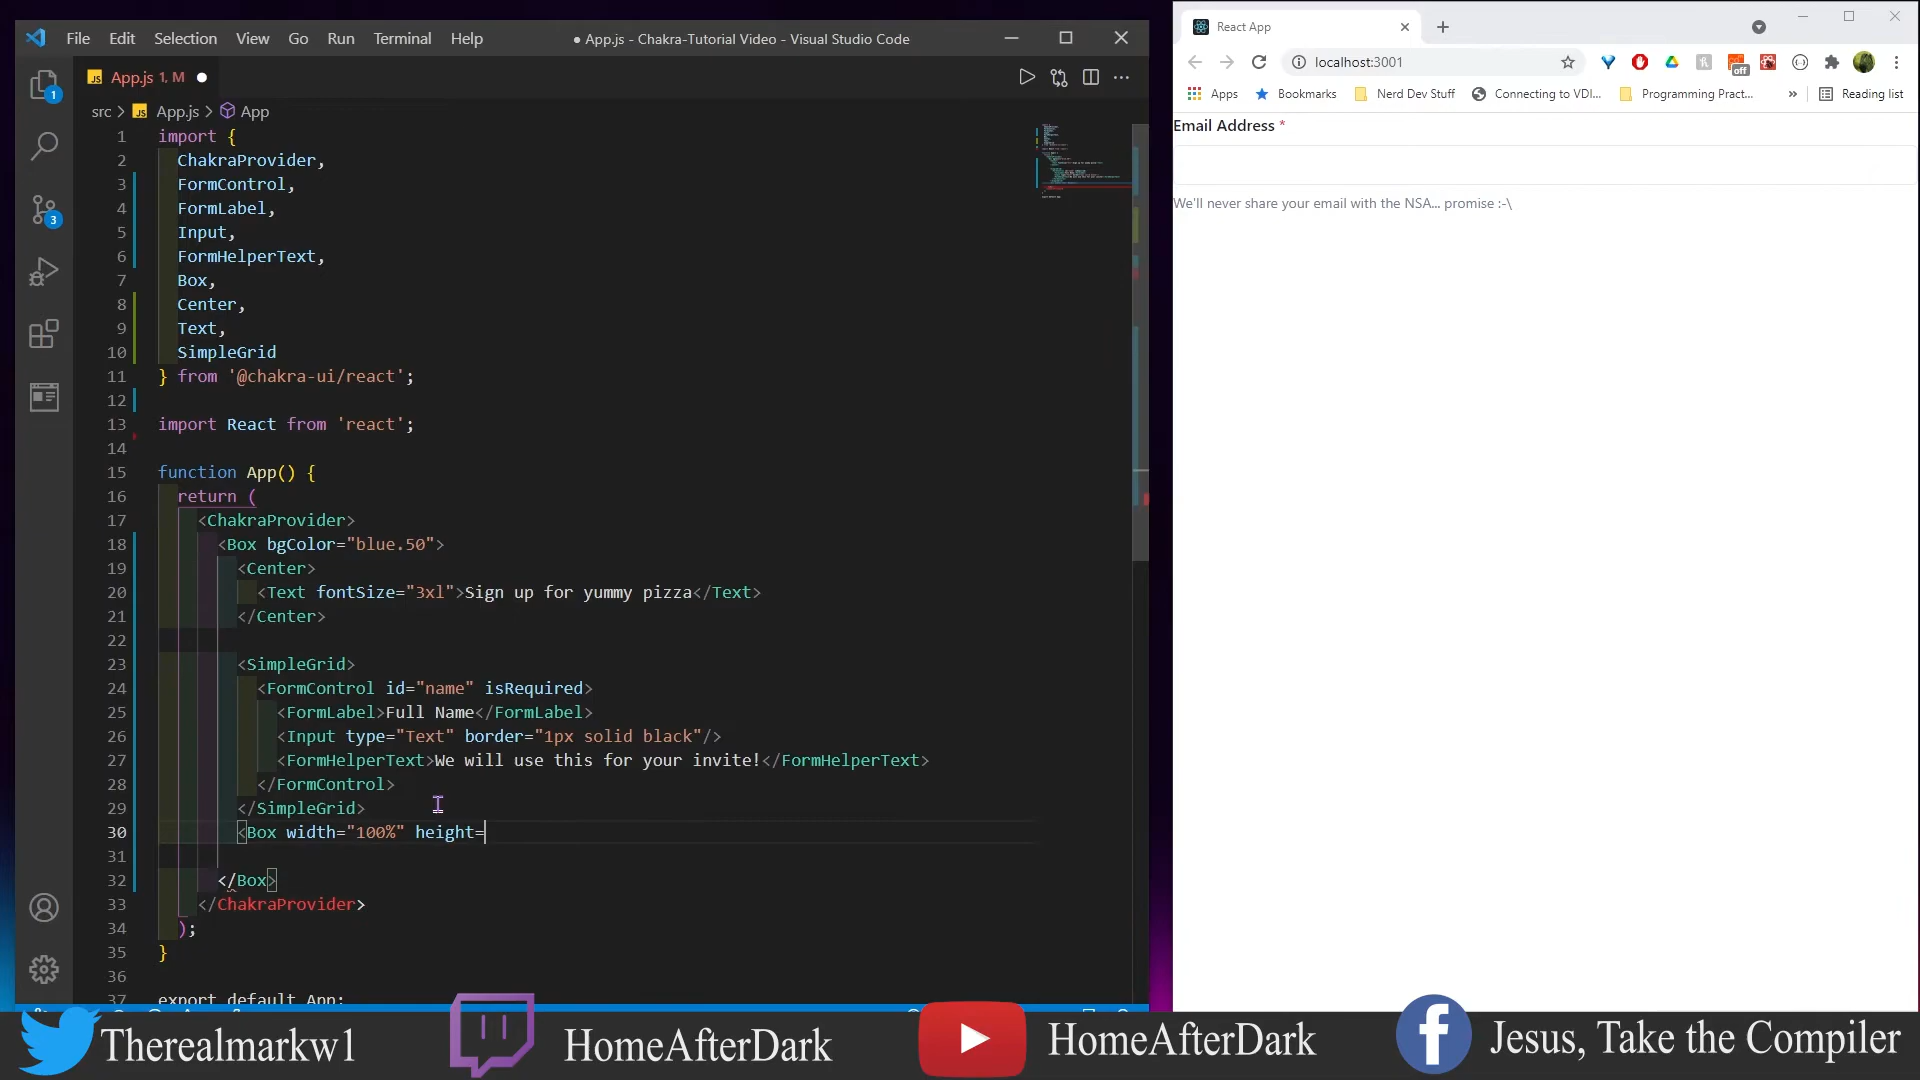 File Edit Selection View Go Run Terminal Help
● App.js - Chakra-Tutorial Video - Visual Studio Code
App.js 1, M ●
src > App.js > App
1 import {
2 ChakraProvider,
3 FormControl,
4 FormLabel,
5 Input,
6 FormHelperText,
7 Box,
8 Center,
9 Text,
10 SimpleGrid
11 } from '@chakra-ui/react';
12
13 import React from 'react';
14
15 function App() {
16 return (
17 <ChakraProvider>
18 <Box bgColor="blue.50">
19 <Center>
20 <Text fontSize="3xl">Sign up for yummy pizza</Text>
21 </Center>
22
23 <SimpleGrid>
24 <FormControl id="name" isRequired>
25 <FormLabel>Full Name</FormLabel>
26 <Input type="Text" border="1px solid black"/>
27 <FormHelperText>We will use this for your invite!</FormHelperText>
28 </FormControl>
29 </SimpleGrid>
30 <Box width="100%" height=
31
32 </Box>
33 </ChakraProvider>
34 );
35 }
36
37 export default App;
1
3
React App
localhost:3001
off
Apps Bookmarks Nerd Dev Stuff Connecting to VDI... Programming Pract... » Reading list
Email Address *
We'll never share your email with the NSA... promise :-\
Therealmarkw1
HomeAfterDark
HomeAfterDark
Jesus, Take the Compiler